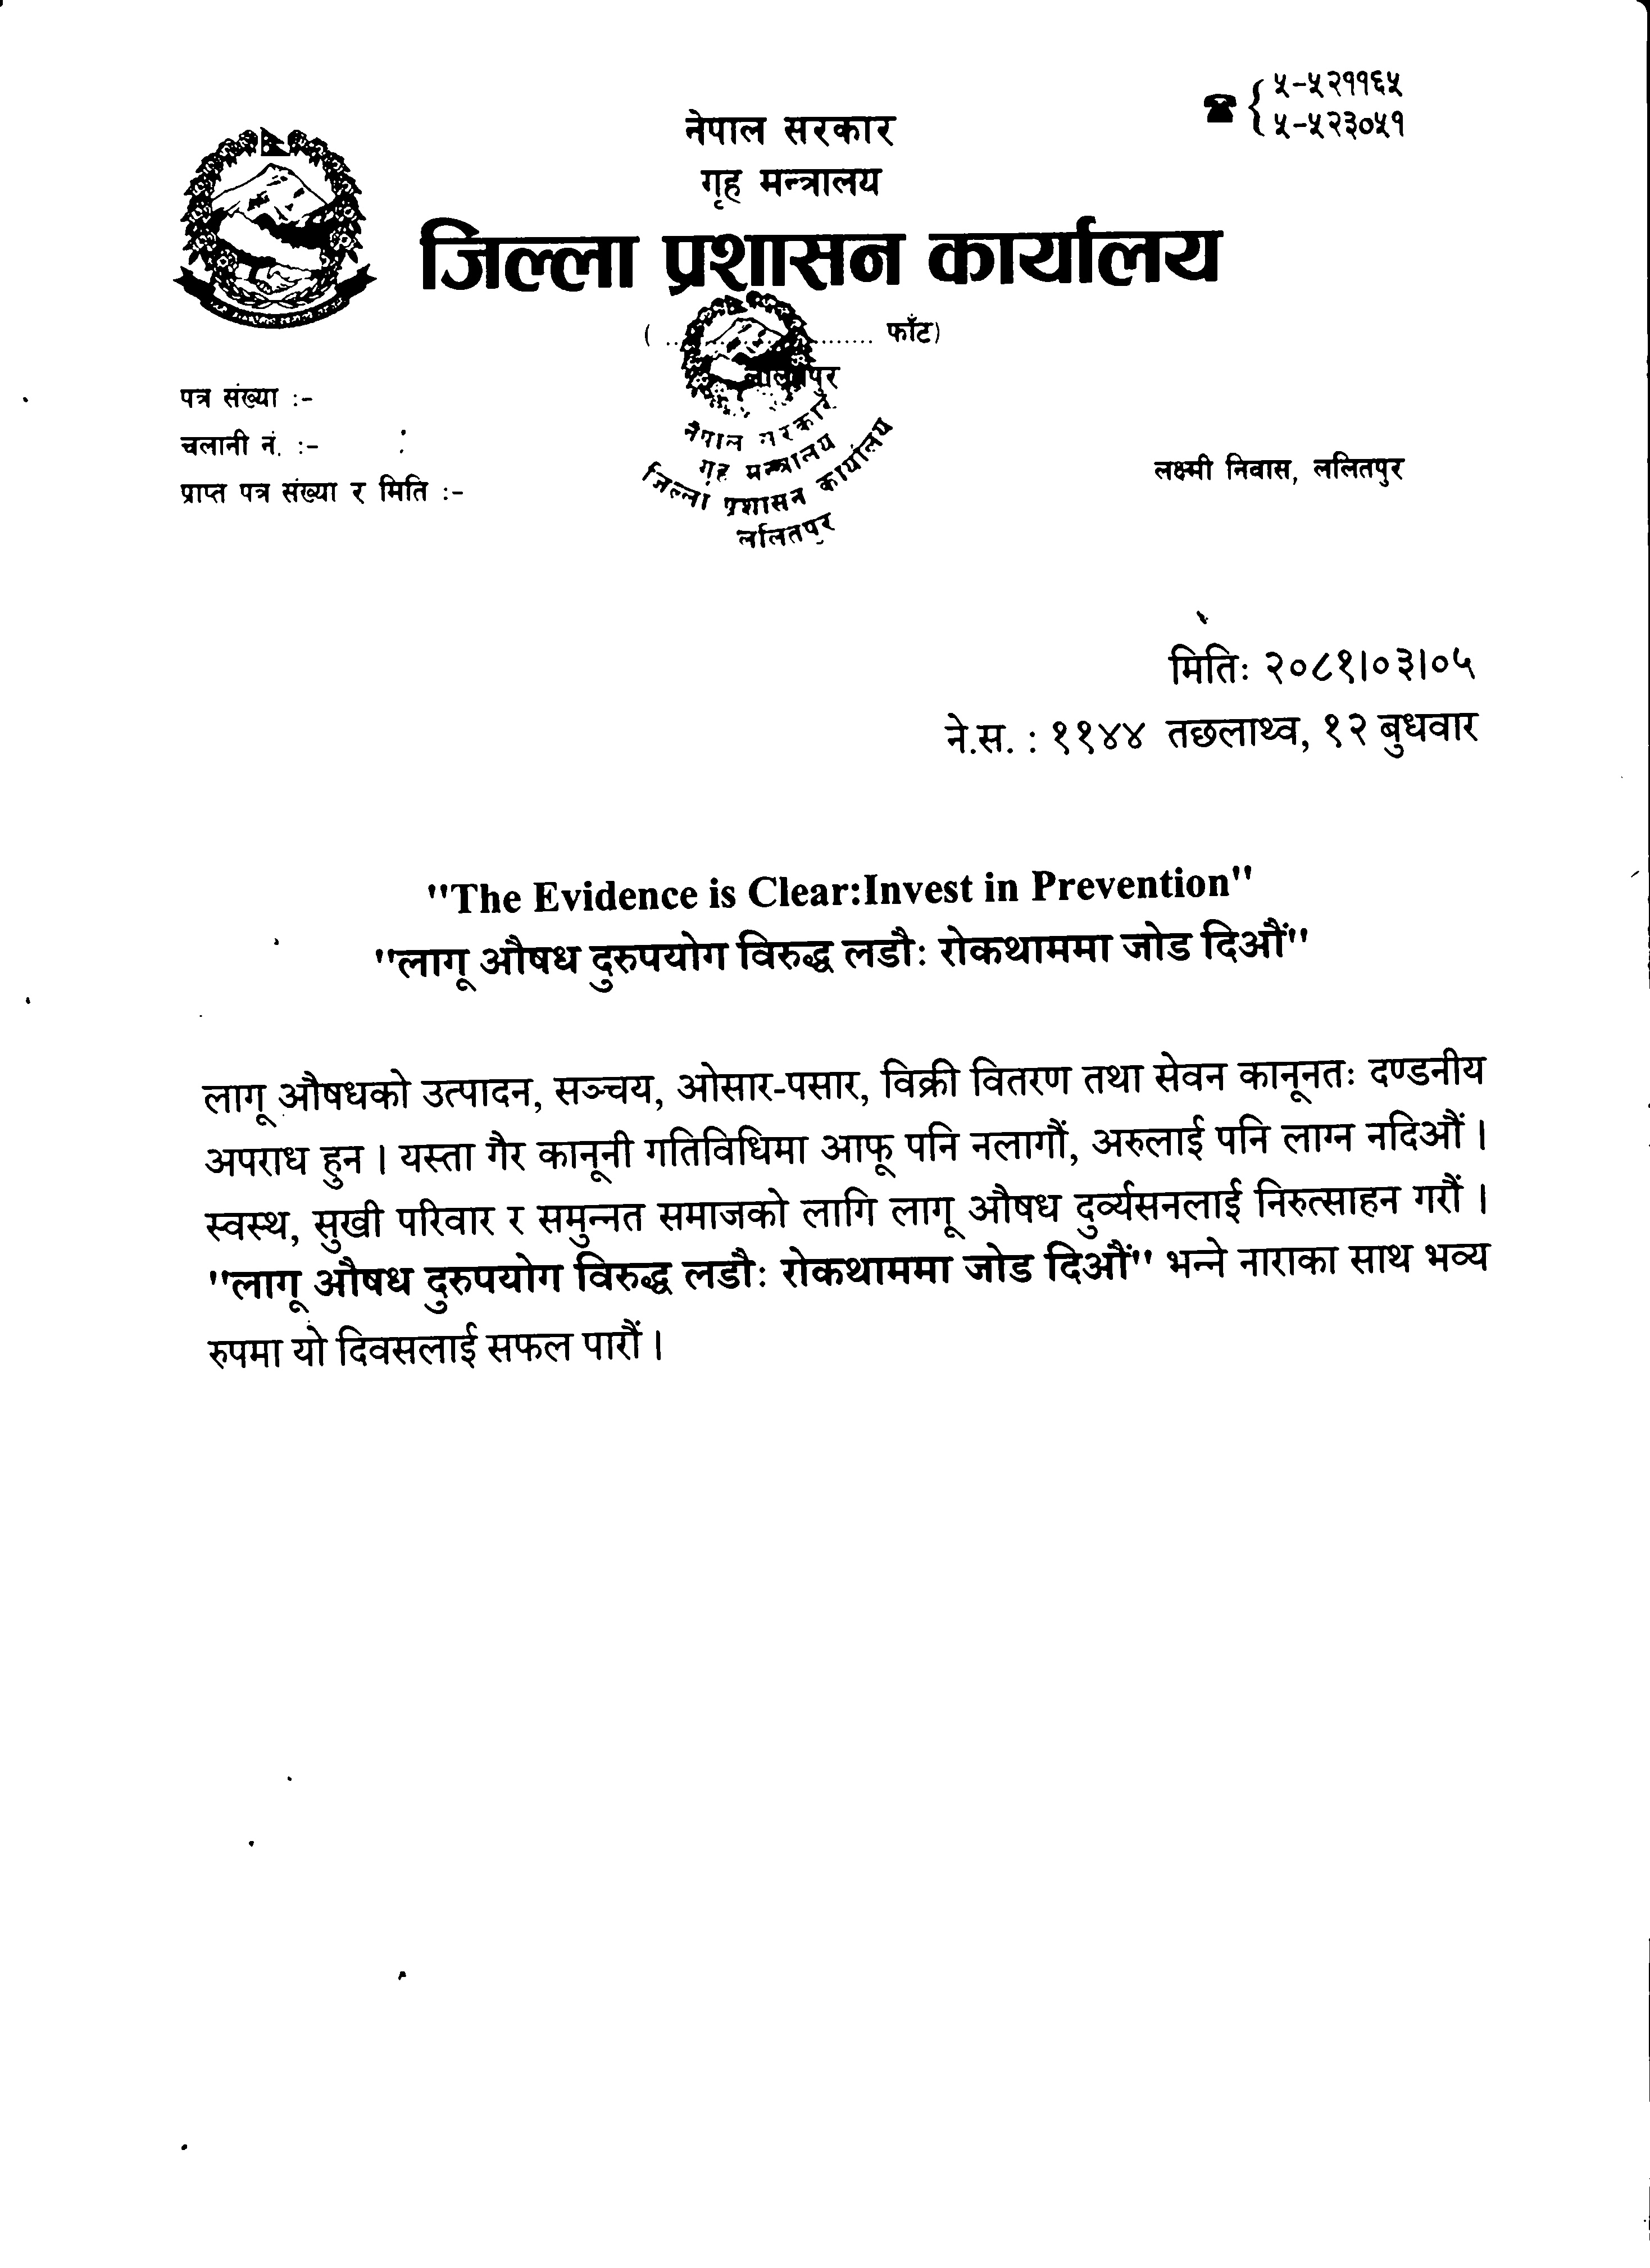 ☎ { ५-५२११६५
५-५२३०५१
नेपाल सरकार
गृह मन्त्रालय
जिल्ला प्रशासन कार्यालय
( ........................ फाँट)
ललितपुर
नेपाल सरकार
गृह मन्त्रालय
जिल्ला प्रशासन कार्यालय
ललितपुर
पत्र संख्या :-
चलानी नं. :-
प्राप्त पत्र संख्या र मिति :-
लक्ष्मी निवास, ललितपुर
मितिः २०८१।०३।०५
ने.स. : ११४४ तछलाथ्व, १२ बुधवार
"The Evidence is Clear:Invest in Prevention"
"लागू औषध दुरुपयोग विरुद्ध लडौः रोकथाममा जोड दिऔं"
लागू औषधको उत्पादन, सञ्चय, ओसार-पसार, विक्री वितरण तथा सेवन कानूनतः दण्डनीय
अपराध हुन । यस्ता गैर कानूनी गतिविधिमा आफू पनि नलागौं, अरुलाई पनि लाग्न नदिऔं ।
स्वस्थ, सुखी परिवार र समुन्नत समाजको लागि लागू औषध दुर्व्यसनलाई निरुत्साहन गरौं ।
"लागू औषध दुरुपयोग विरुद्ध लडौः रोकथाममा जोड दिऔं" भन्ने नाराका साथ भव्य
रुपमा यो दिवसलाई सफल पारौं ।